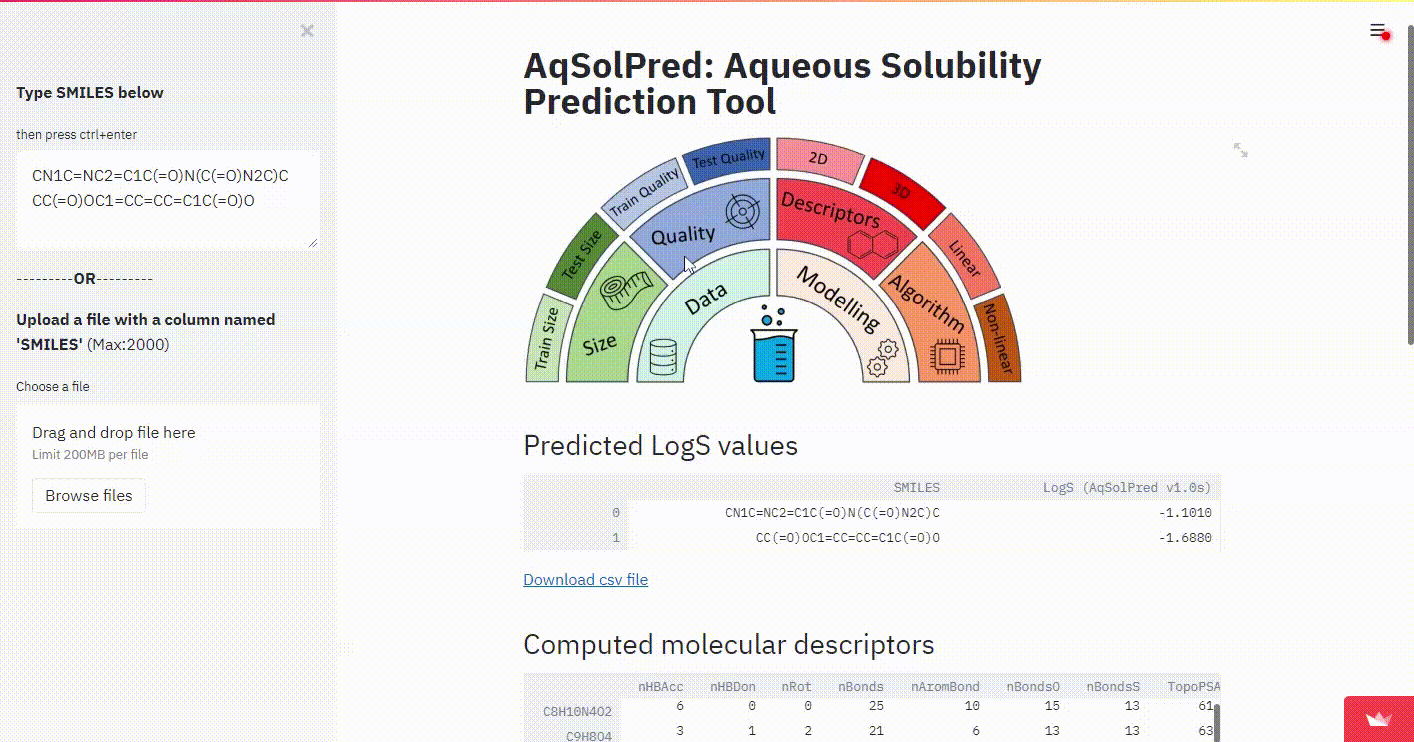 Type SMILES below
then press ctrl+enter
CN1C=NC2=C1C(=O)N(C(=O)N2C)C
CC(=O)OC1=CC=CC=C1C(=O)O
---------OR---------
Upload a file with a column named
'SMILES' (Max:2000)
Choose a file
Drag and drop file here
Limit 200MB per file
Browse files
AqSolPred: Aqueous Solubility
Prediction Tool
Train Size
Test Size
Train Quality
Test Quality
2D
3D
Linear
Non-linear
Size
Quality
Descriptors
Algorithm
Data
Modelling
Predicted LogS values
SMILES LogS (AqSolPred v1.0s)
0 CN1C=NC2=C1C(=O)N(C(=O)N2C)C -1.1010
1 CC(=O)OC1=CC=CC=C1C(=O)O -1.6880
Download csv file
Computed molecular descriptors
nHBAcc nHBDon nRot nBonds nAromBond nBondsO nBondsS TopoPSA
C8H10N4O2 6 0 0 25 10 15 13 61
C9H8O4 3 1 2 21 6 13 13 63